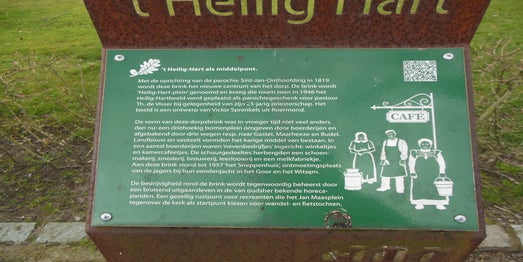 't Heilig Hart
't Heilig-Hart als middelpunt.
Met de oprichting van de parochie Sint-Jan-Onthoofding in 1819
wordt deze brink het nieuwe centrum van het dorp. De brink wordt
'Heilig-Hart-plein' genoemd en kreeg die naam toen in 1948 het
Heilig Hartbeeld werd geplaatst als parochiegeschenk voor pastoor
Th. de Visser bij gelegenheid van zijn 25-jarig priesterschap. Het
beeld is een ontwerp van Victor Sprenkels uit Roermond.
De vorm van deze dorpsbrink was in vroeger tijd niet veel anders
dan nu: een driehoekig bomenplein omgeven door boerderijen en
afgebakend door drie wegen resp. naar Gastel, Maarheeze en Budel.
Landbouw en veeteelt vormden het karige middel van bestaan. In
een aantal boerderijen waren 'nevenbedrijfjes' ingericht: winkeltjes
en kamercafeetjes. De schuurgedeeltes herbergden een schoen-
makerij, smederij, brouwerij, leerlooierij en een melkfabriekje.
Aan deze brink stond tot 1957 'het Sneppenhuis', ontmoetingsplaats
van de jagers bij hun eendenjacht in het Goor en het Witsgrn.
De bedrijvigheid rond de brink wordt tegenwoordig beheerst door
een bruisend uitgaansleven in de van oudsher bekende horeca-
panden. Een gezellig rustpunt voor recreanten die het Jan Maasplein
tegenover de kerk als startpunt kiezen voor wandel- en fietstochten.
CAFÉ